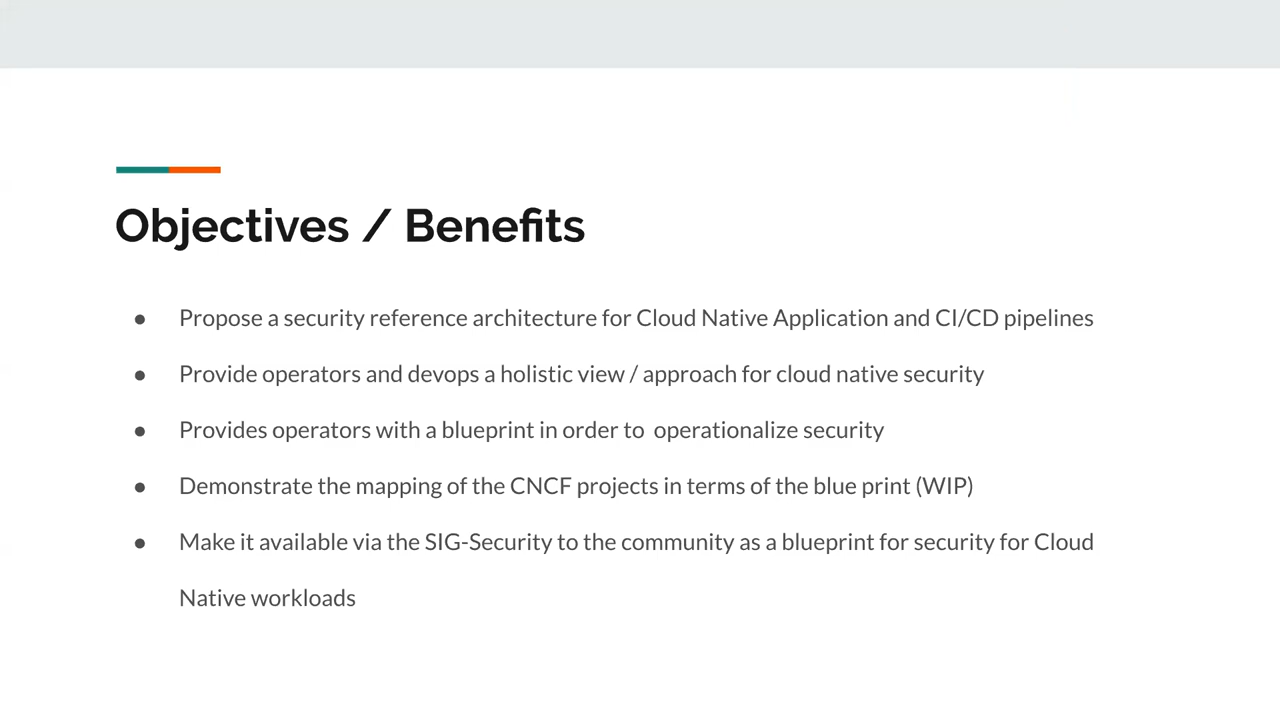 Objectives / Benefits
● Propose a security reference architecture for Cloud Native Application and CI/CD pipelines
● Provide operators and devops a holistic view / approach for cloud native security
● Provides operators with a blueprint in order to  operationalize security
● Demonstrate the mapping of the CNCF projects in terms of the blue print (WIP)
● Make it available via the SIG-Security to the community as a blueprint for security for Cloud
Native workloads